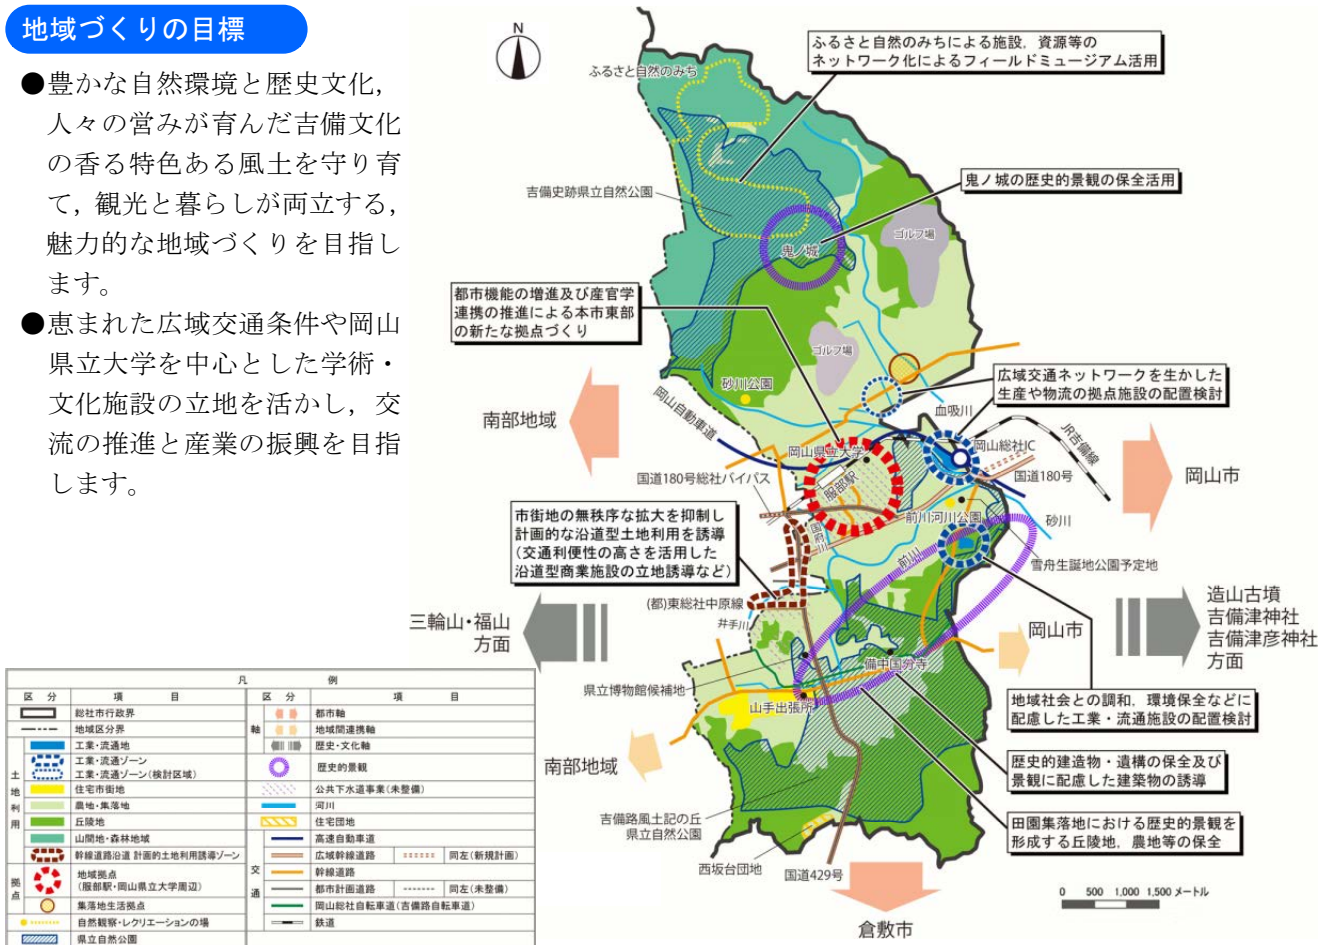 地域づくりの目標
●豊かな自然環境と歴史文化，
人々の営みが育んだ吉備文化
の香る特色ある風土を守り育
て，観光と暮らしが両立する，
魅力的な地域づくりを目指し
ます。
●恵まれた広域交通条件や岡山
県立大学を中心とした学術・
文化施設の立地を活かし，交
流の推進と産業の振興を目指
します。
N
ふるさと自然のみち
ふるさと自然のみちによる施設，資源等の
ネットワーク化によるフィールドミュージアム活用
吉備史跡県立自然公園
鬼ノ城の歴史的景観の保全活用
ゴルフ場
鬼ノ城
都市機能の増進及び産官学
連携の推進による本市東部
の新たな拠点づくり
ゴルフ場
砂川公園
広域交通ネットワークを生かした
生産や物流の拠点施設の配置検討
南部地域
岡山自動車道
血吸川
JR吉備線
岡山県立大学
岡山総社IC
国道180号総社バイパス
服部駅
国道180号
岡山市
市街地の無秩序な拡大を抑制し
計画的な沿道型土地利用を誘導
（交通利便性の高さを活用した
沿道型商業施設の立地誘導など）
国府川
前川河川公園
砂川
前川
雪舟生誕地公園予定地
(都)東総社中原線
井手川
三輪山・福山
方面
造山古墳
吉備津神社
吉備津彦神社
方面
岡山市
備中国分寺
県立博物館候補地
山手出張所
地域社会との調和，環境保全などに
配慮した工業・流通施設の配置検討
南部地域
歴史的建造物・遺構の保全及び
景観に配慮した建築物の誘導
吉備路風土記の丘
県立自然公園
田園集落地における歴史的景観を
形成する丘陵地，農地等の保全
西坂台団地
国道429号
倉敷市
0 500 1,000 1,500 メートル
凡 例
区 分 項 目 区 分 項 目
総社市行政界
地域区分界
土地利用
工業・流通地
工業・流通ゾーン
工業・流通ゾーン(検討区域)
住宅市街地
農地・集落地
丘陵地
山間地・森林地域
幹線道路沿道 計画的土地利用誘導ゾーン
拠点
地域拠点
(服部駅・岡山県立大学周辺)
集落地生活拠点
自然観察・レクリエーションの場
県立自然公園
軸
都市軸
地域間連携軸
歴史・文化軸
歴史的景観
公共下水道事業(未整備)
河川
住宅団地
交通
高速自動車道
広域幹線道路 同左(新規計画)
幹線道路
都市計画道路 同左(未整備)
岡山総社自転車道(吉備路自転車道)
鉄道